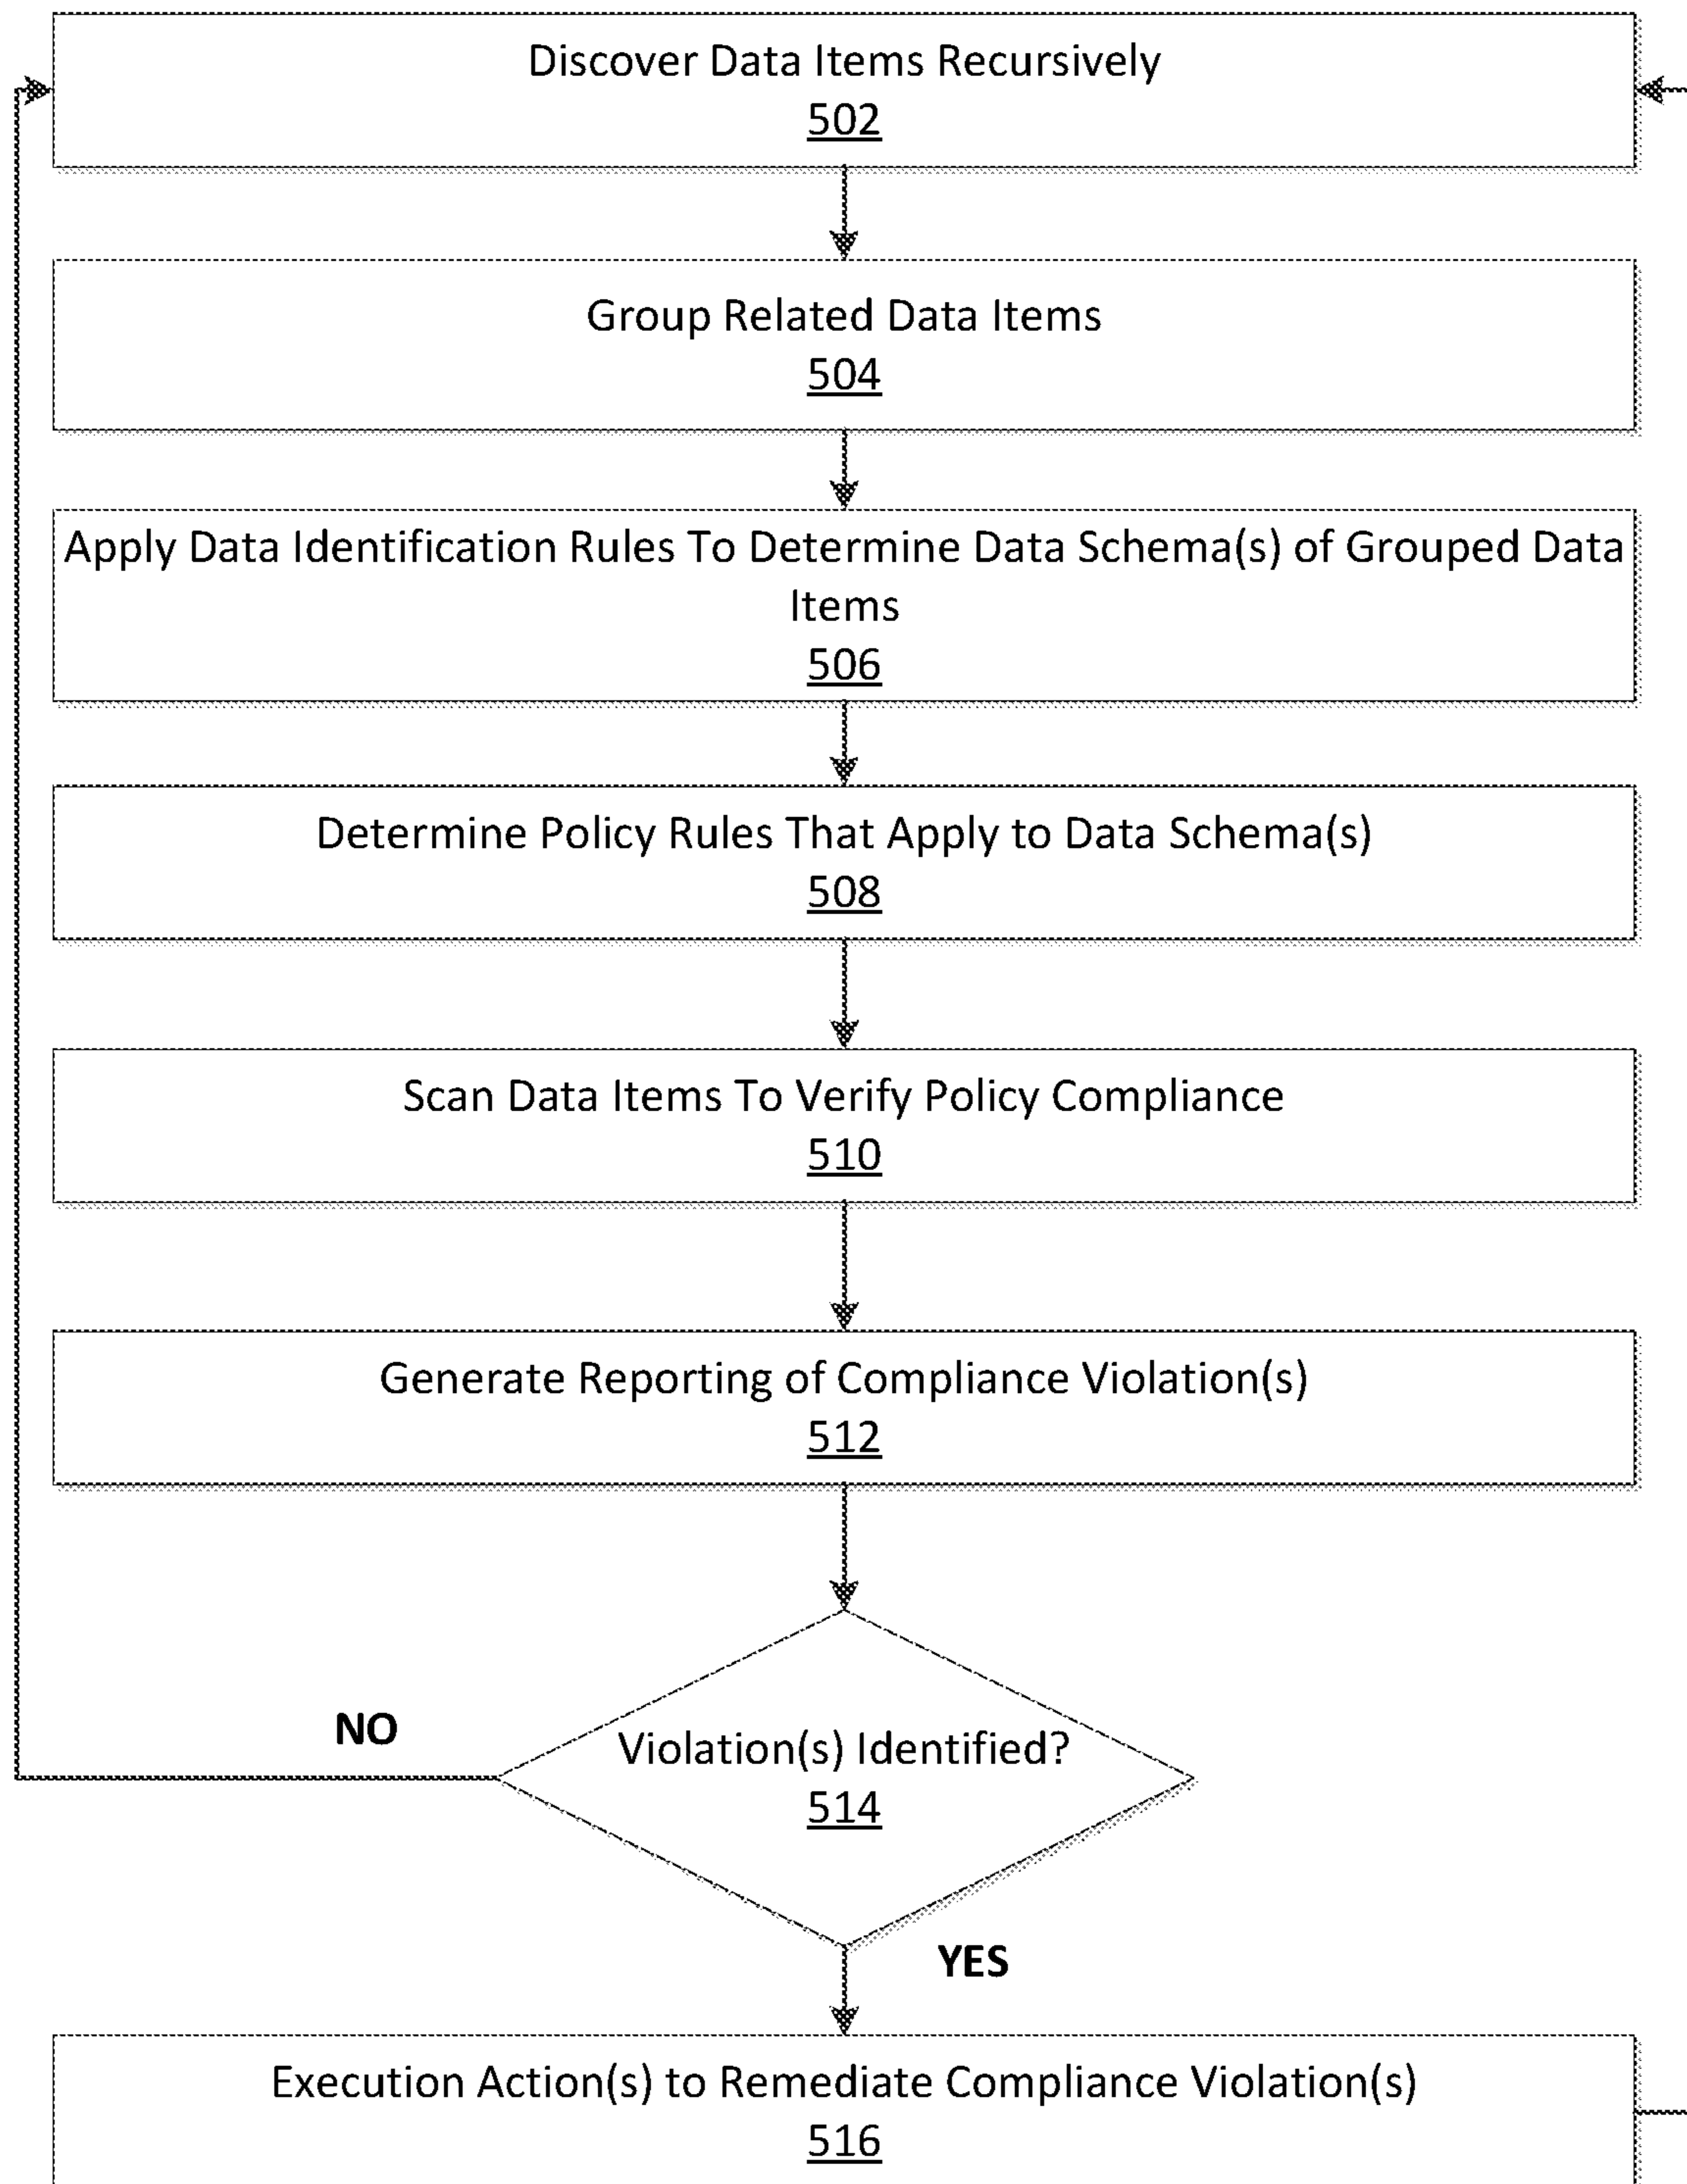 Discover Data Items Recursively
502
Group Related Data Items
504
Apply Data Identification Rules To Determine Data Schema(s) of Grouped Data
Items
506
Determine Policy Rules That Apply to Data Schema(s)
508
Scan Data Items To Verify Policy Compliance
510
Generate Reporting of Compliance Violation(s)
512
NO
Violation(s) Identified?
514
YES
Execution Action(s) to Remediate Compliance Violation(s)
516